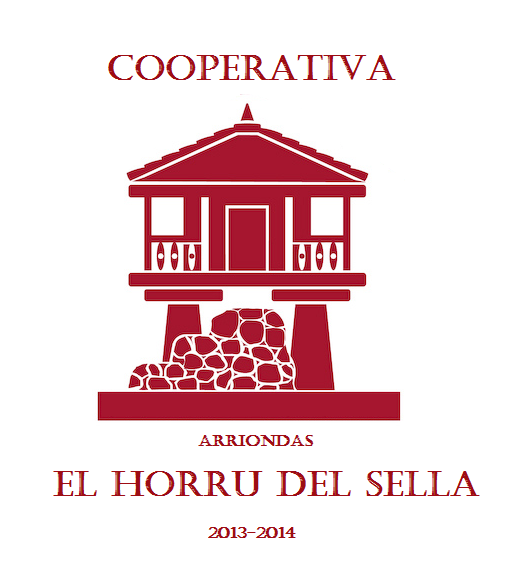 COOPERATIVA
ARRIONDAS
EL HORRU DEL SELLA
2013-2014